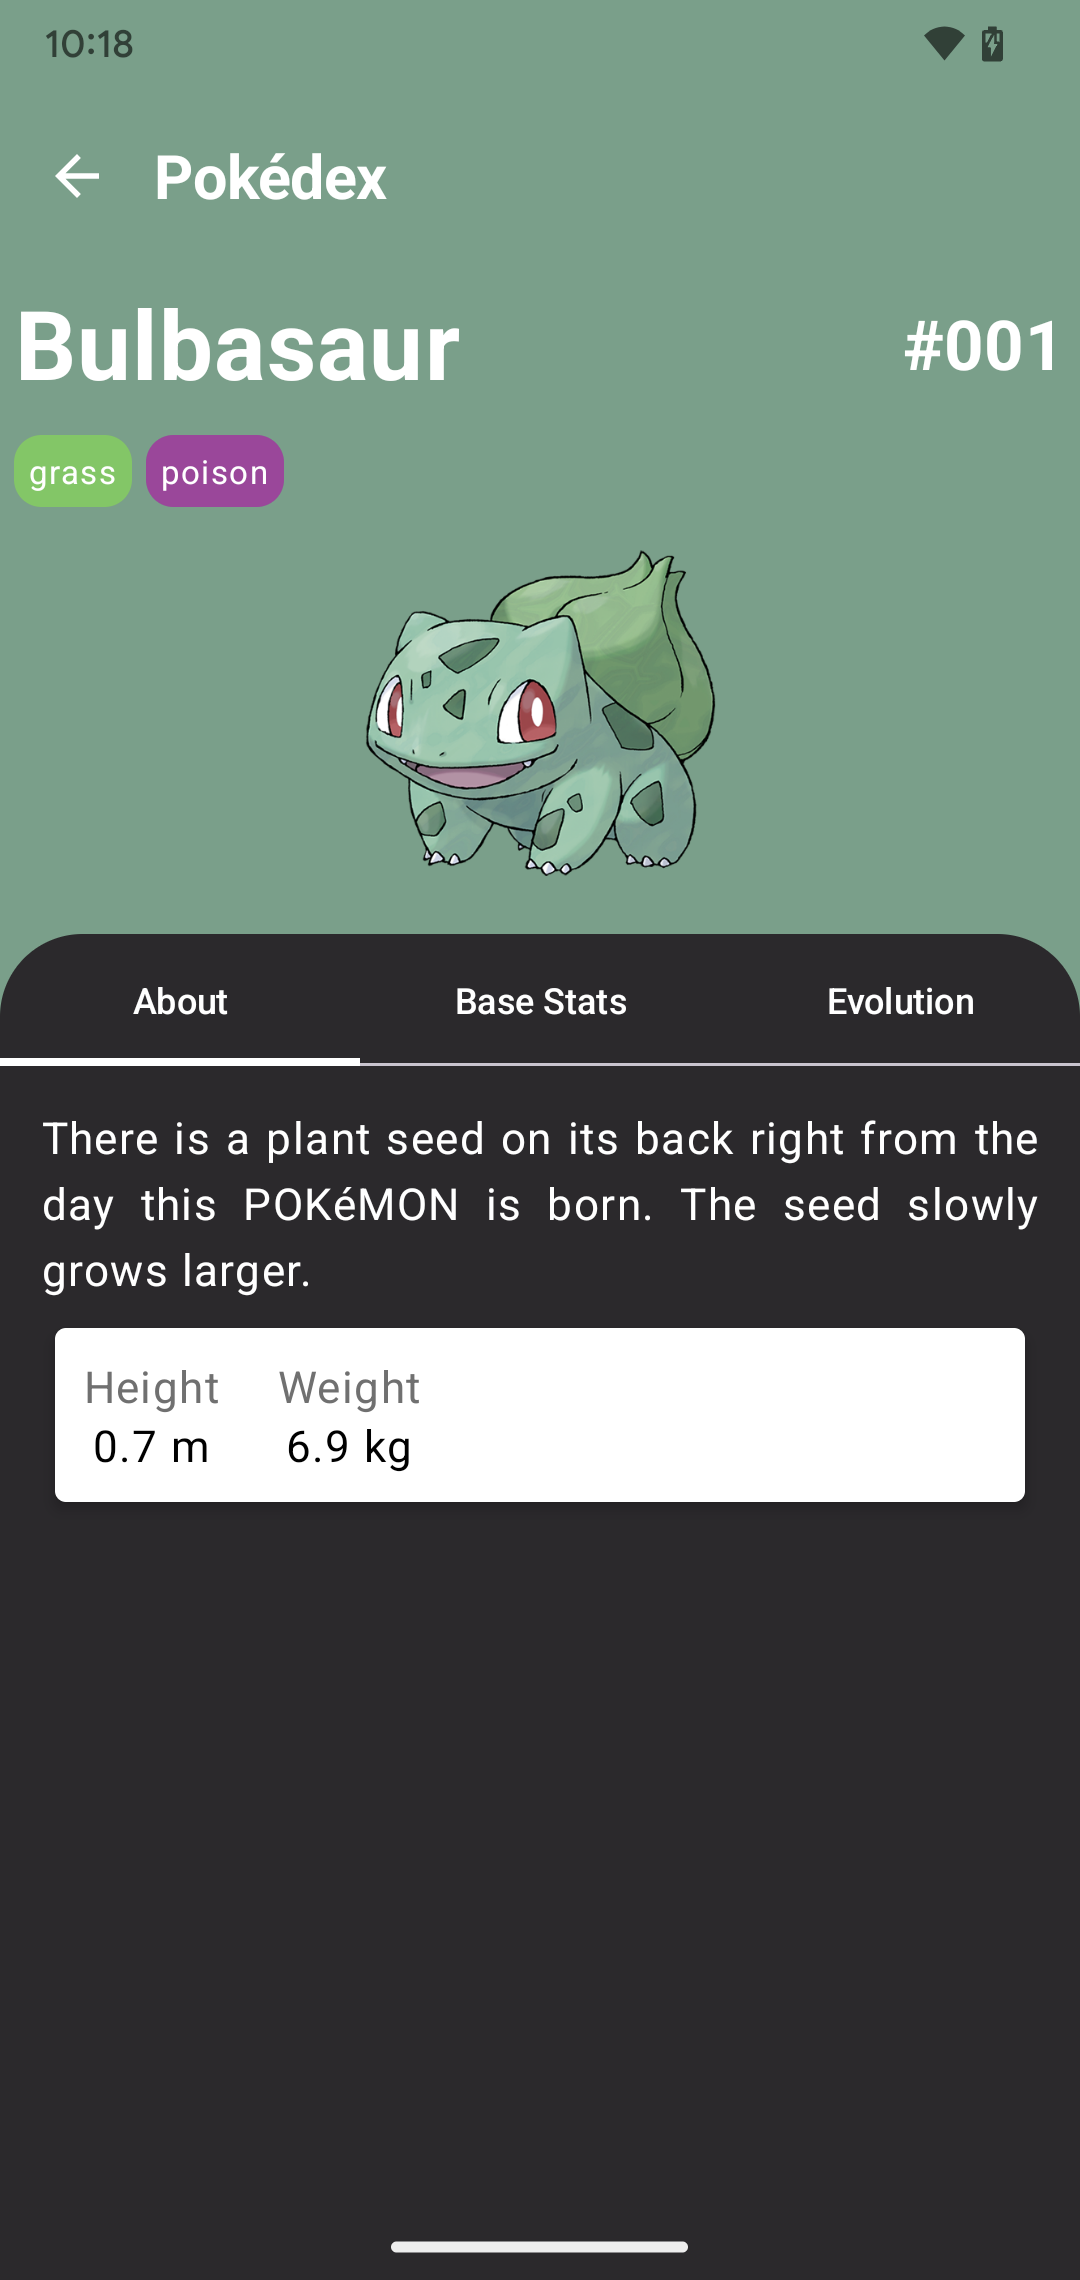 10:18
Pokédex
Bulbasaur #001
grass poison
About Base Stats Evolution
There is a plant seed on its back right from the
day this POKéMON is born. The seed slowly
grows larger.
Height Weight
0.7 m 6.9 kg